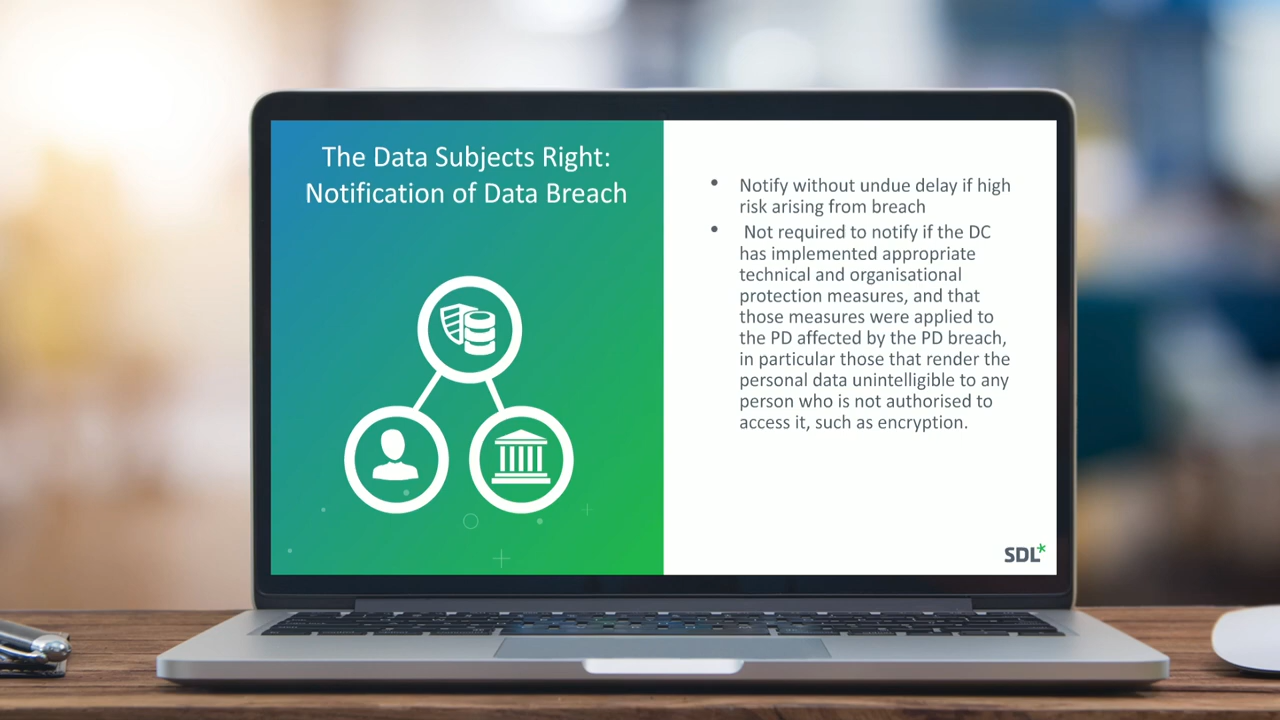 The Data Subjects Right:
Notification of Data Breach
• Notify without undue delay if high
risk arising from breach
• Not required to notify if the DC
has implemented appropriate
technical and organisational
protection measures, and that
those measures were applied to
the PD affected by the PD breach,
in particular those that render the
personal data unintelligible to any
person who is not authorised to
access it, such as encryption.
SDL*